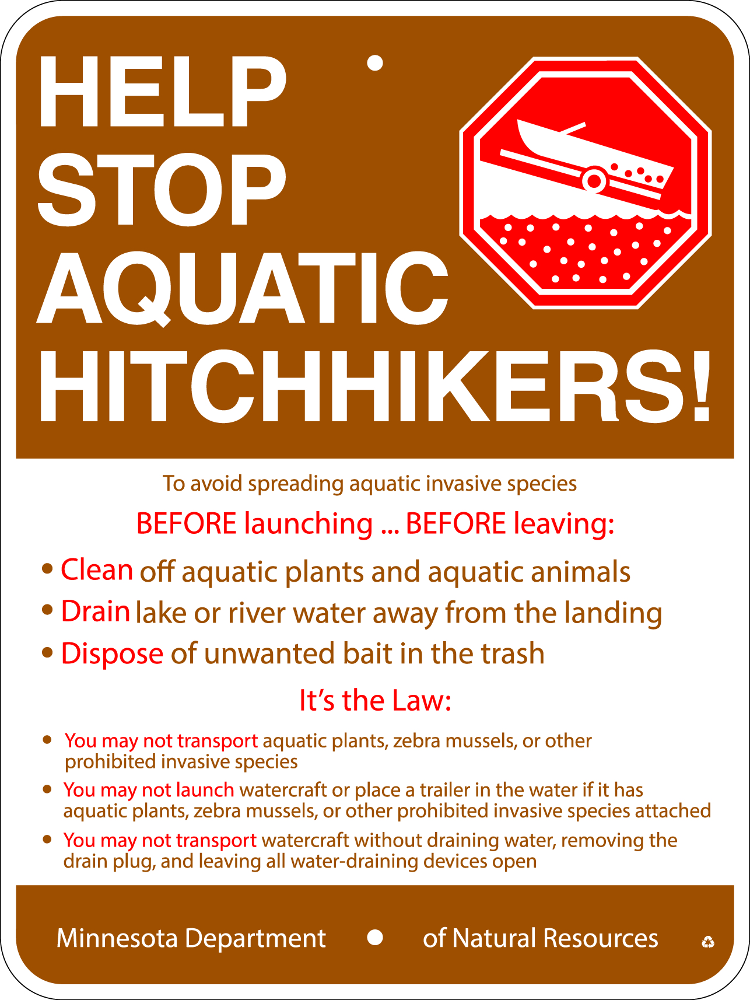 HELP
STOP
AQUATIC
HITCHHIKERS!
To avoid spreading aquatic invasive species
BEFORE launching ... BEFORE leaving:
• Clean off aquatic plants and aquatic animals
• Drain lake or river water away from the landing
• Dispose of unwanted bait in the trash
It’s the Law:
• You may not transport aquatic plants, zebra mussels, or other
prohibited invasive species
• You may not launch watercraft or place a trailer in the water if it has
aquatic plants, zebra mussels, or other prohibited invasive species attached
• You may not transport watercraft without draining water, removing the
drain plug, and leaving all water-draining devices open
Minnesota Department of Natural Resources